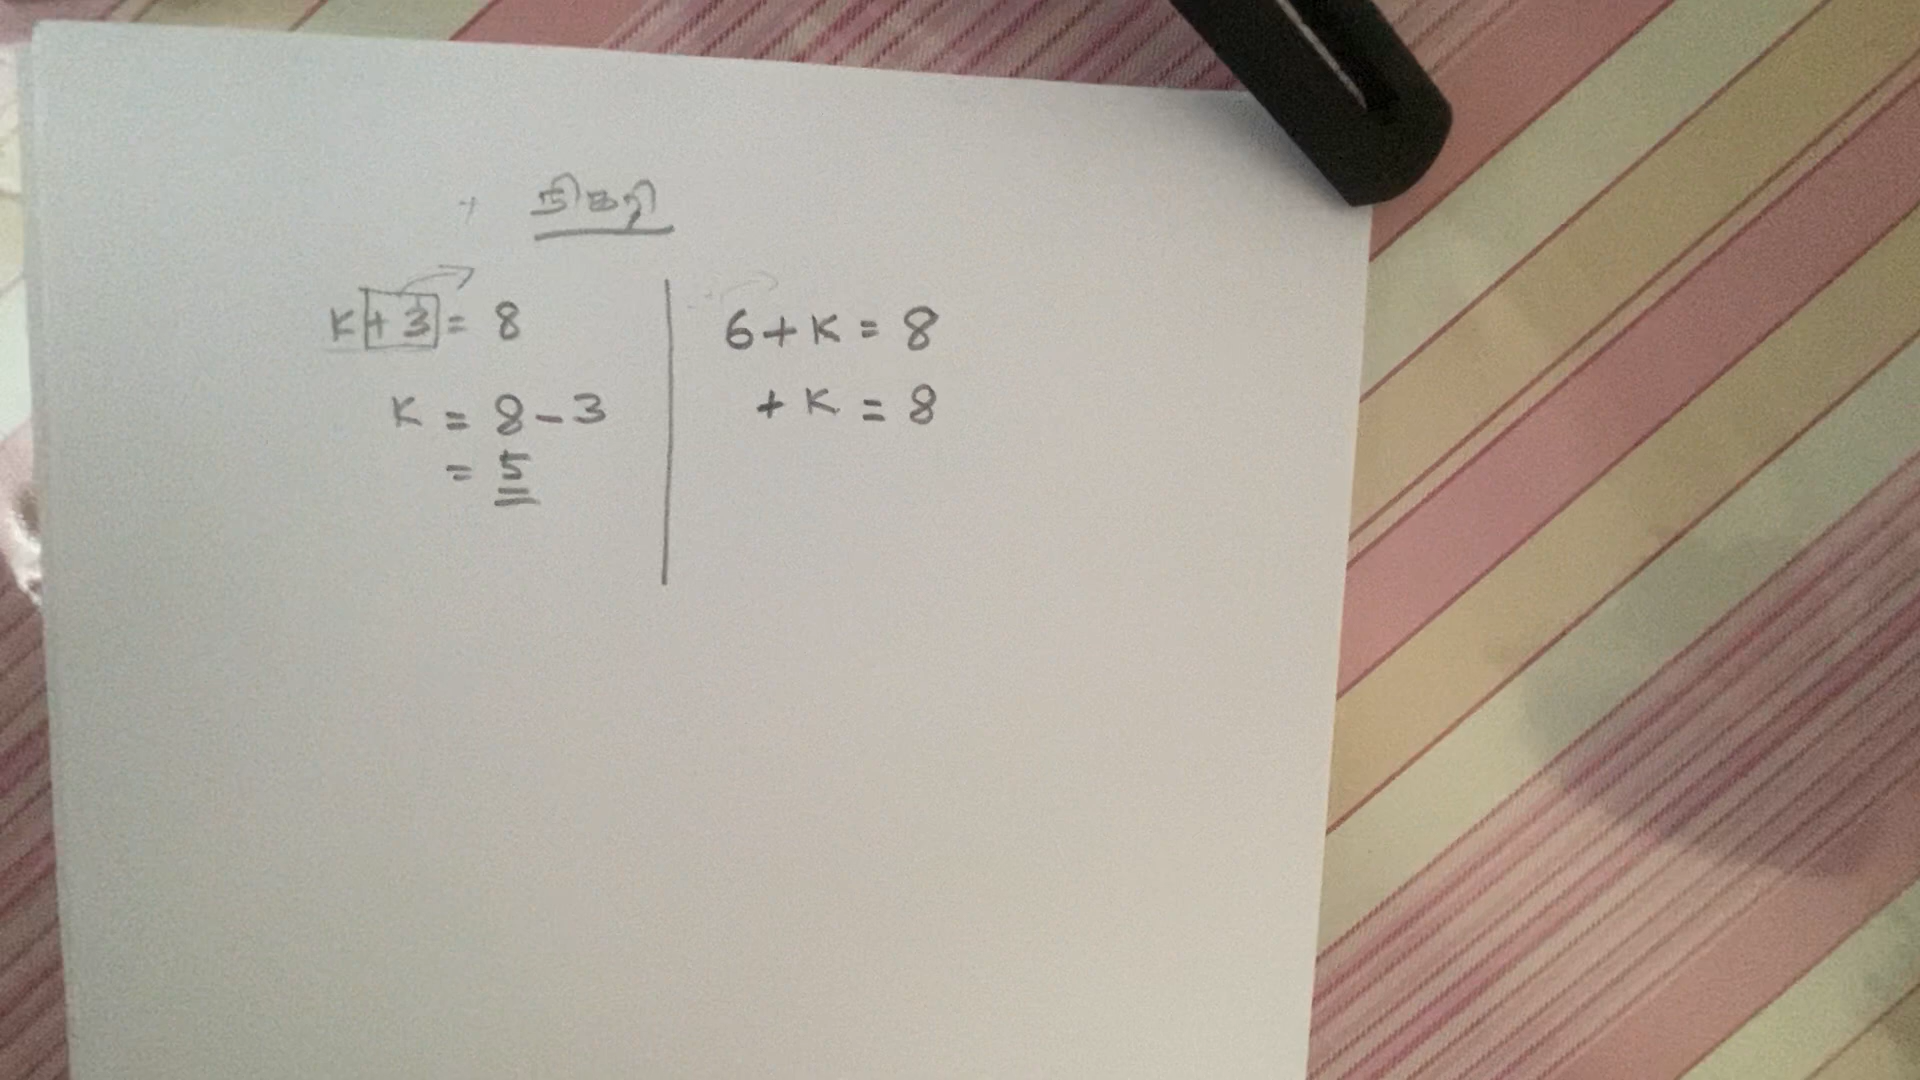 நிகரி
K + 3 = 8
K = 8 - 3
= 5
6 + K = 8
+ K = 8